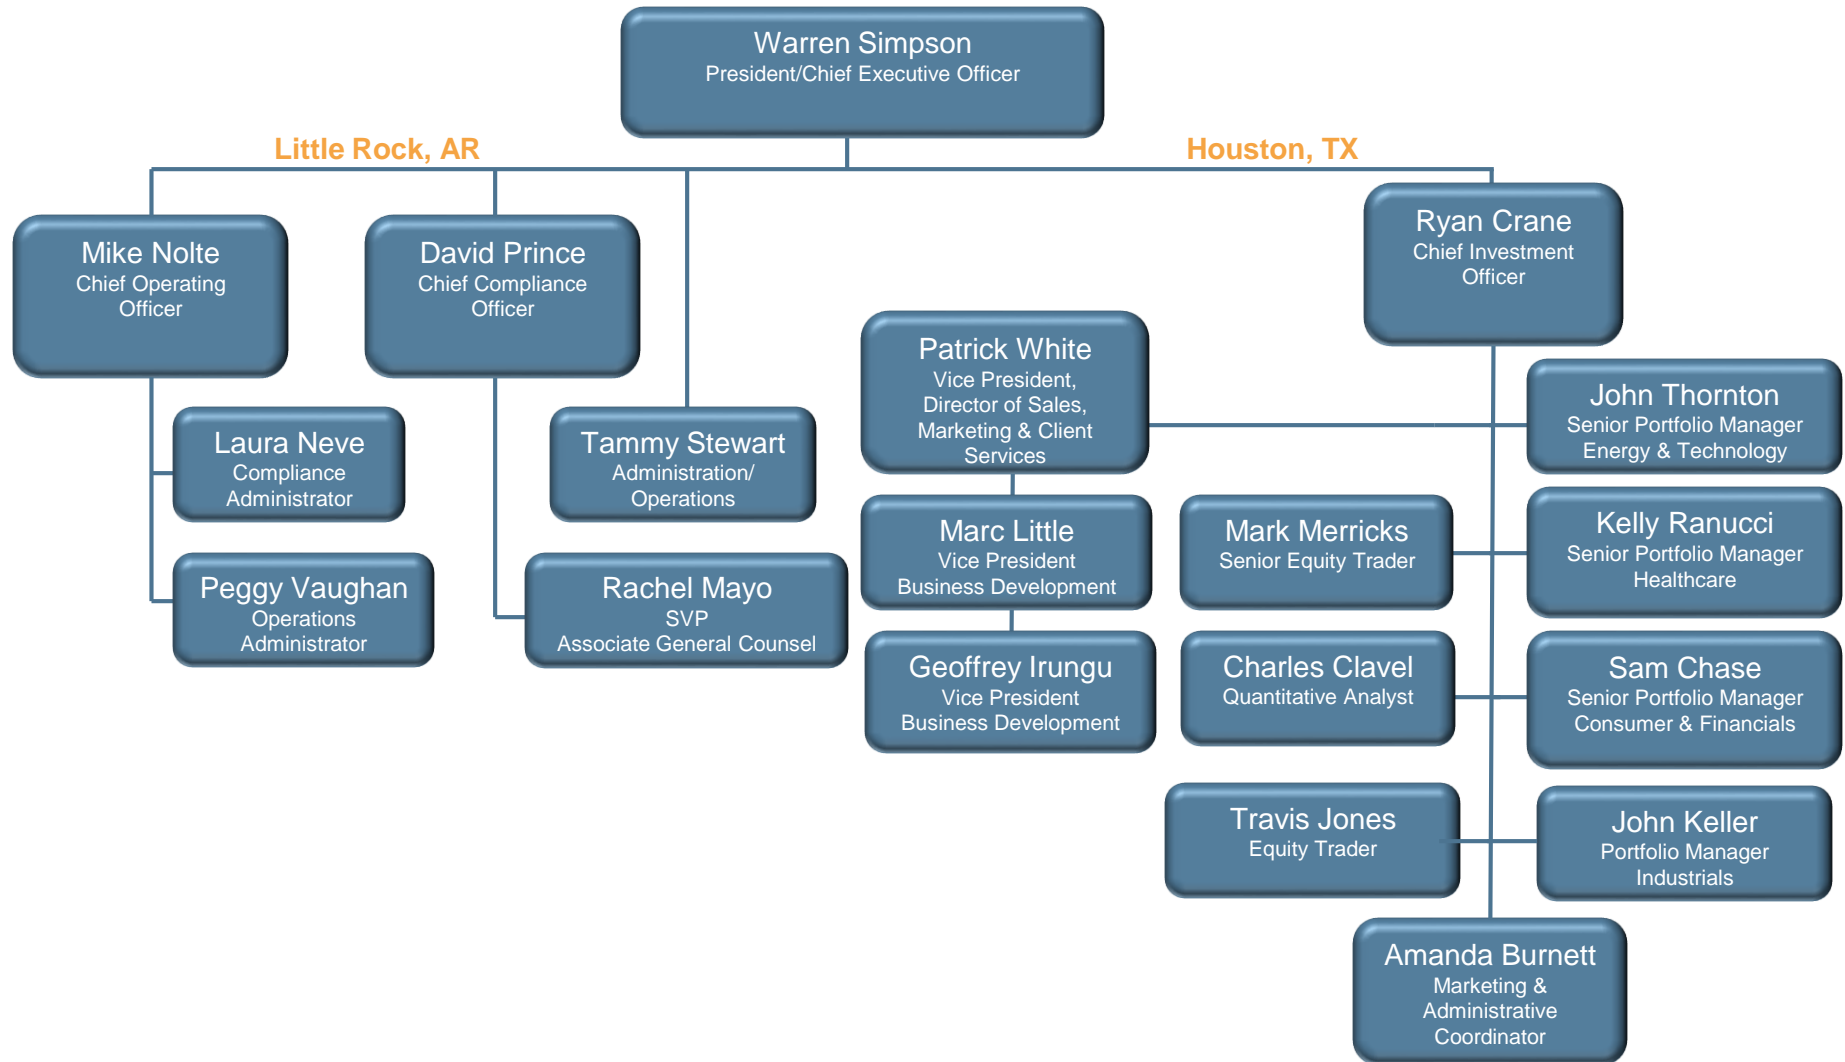 Warren Simpson
President/Chief Executive Officer
Little Rock, AR
Houston, TX
Mike Nolte
Chief Operating
Officer
David Prince
Chief Compliance
Officer
Ryan Crane
Chief Investment
Officer
Laura Neve
Compliance
Administrator
Tammy Stewart
Administration/
Operations
Peggy Vaughan
Operations
Administrator
Rachel Mayo
SVP
Associate General Counsel
Patrick White
Vice President,
Director of Sales,
Marketing & Client
Services
Marc Little
Vice President
Business Development
Geoffrey Irungu
Vice President
Business Development
John Thornton
Senior Portfolio Manager
Energy & Technology
Mark Merricks
Senior Equity Trader
Kelly Ranucci
Senior Portfolio Manager
Healthcare
Charles Clavel
Quantitative Analyst
Sam Chase
Senior Portfolio Manager
Consumer & Financials
Travis Jones
Equity Trader
John Keller
Portfolio Manager
Industrials
Amanda Burnett
Marketing &
Administrative
Coordinator